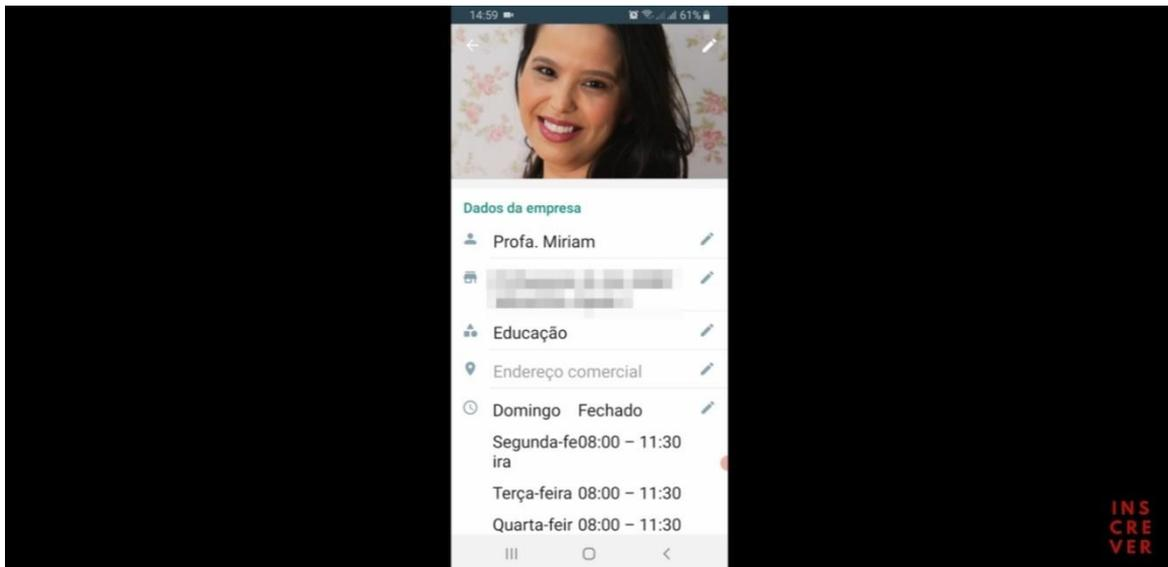 14:59
61%
Dados da empresa
Profa. Miriam
Educação
Endereço comercial
Domingo Fechado
Segunda-fe08:00 – 11:30
ira
Terça-feira 08:00 – 11:30
Quarta-feir 08:00 – 11:30
INS
CRE
VER